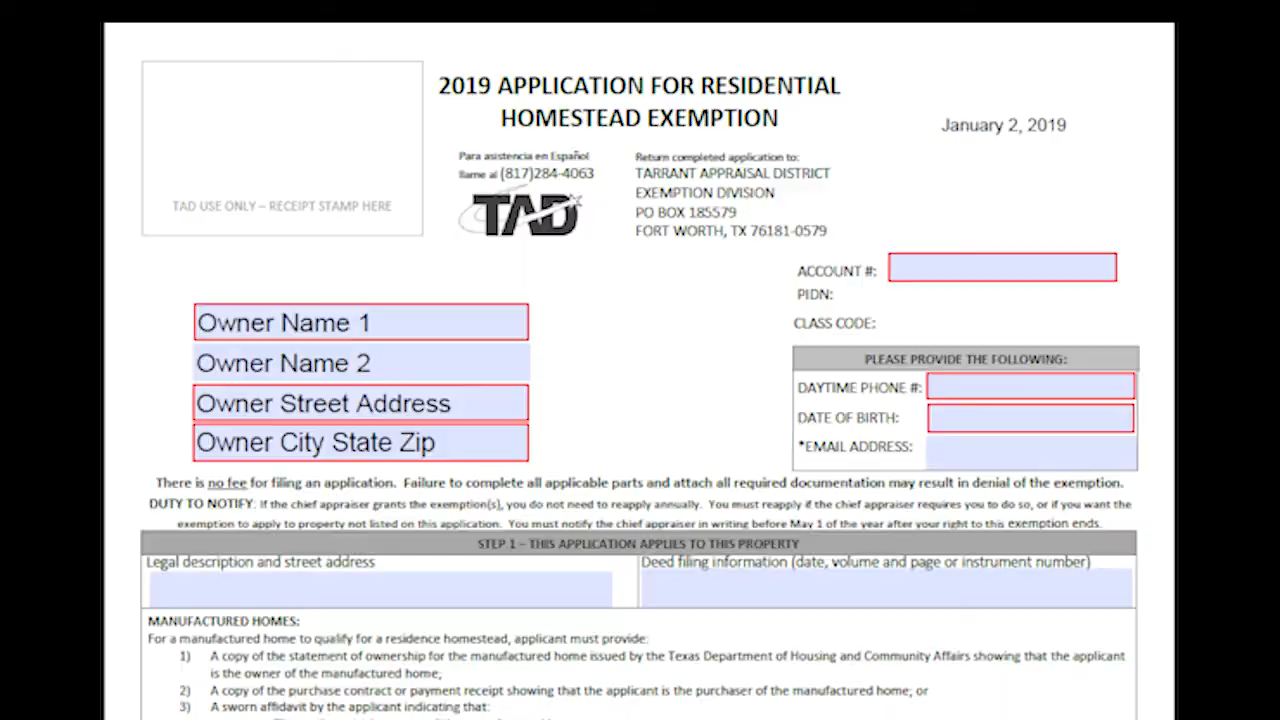 2019 APPLICATION FOR RESIDENTIAL
HOMESTEAD EXEMPTION
January 2, 2019
Para asistencia en Español
llame al (817)284-4063
TAD
Return completed application to:
TARRANT APPRAISAL DISTRICT
EXEMPTION DIVISION
PO BOX 185579
FORT WORTH, TX 76181-0579
TAD USE ONLY – RECEIPT STAMP HERE
ACCOUNT #:
PIDN:
CLASS CODE:
Owner Name 1
Owner Name 2
Owner Street Address
Owner City State Zip
PLEASE PROVIDE THE FOLLOWING:
DAYTIME PHONE #:
DATE OF BIRTH:
*EMAIL ADDRESS:
There is no fee for filing an application. Failure to complete all applicable parts and attach all required documentation may result in denial of the exemption.
DUTY TO NOTIFY: If the chief appraiser grants the exemption(s), you do not need to reapply annually. You must reapply if the chief appraiser requires you to do so, or if you want the
exemption to apply to property not listed on this application. You must notify the chief appraiser in writing before May 1 of the year after your right to this exemption ends.
STEP 1 – THIS APPLICATION APPLIES TO THIS PROPERTY
Legal description and street address
Deed filing information (date, volume and page or instrument number)
MANUFACTURED HOMES:
For a manufactured home to qualify for a residence homestead, applicant must provide:
1) A copy of the statement of ownership for the manufactured home issued by the Texas Department of Housing and Community Affairs showing that the applicant
is the owner of the manufactured home;
2) A copy of the purchase contract or payment receipt showing that the applicant is the purchaser of the manufactured home; or
3) A sworn affidavit by the applicant indicating that: